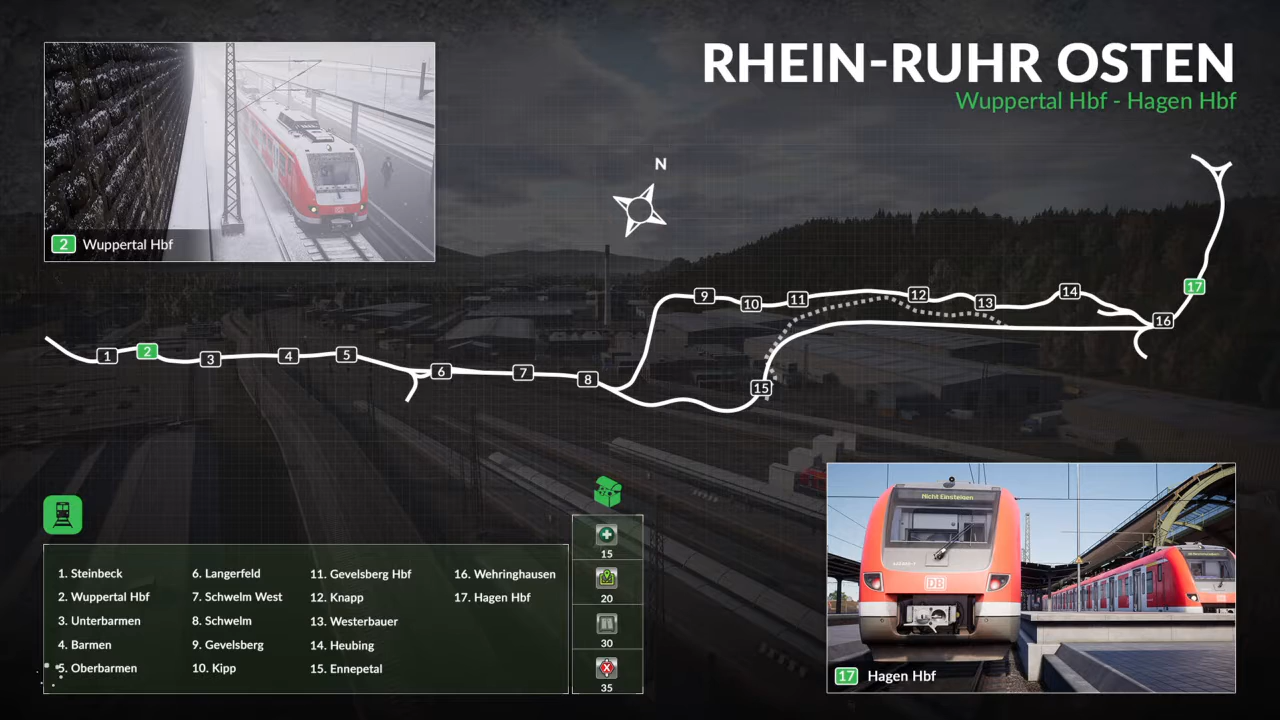 RHEIN-RUHR OSTEN
Wuppertal Hbf - Hagen Hbf
N
2 Wuppertal Hbf
1
2
3
4
5
6
7
8
9
10
11
12
13
14
15
16
17
1. Steinbeck
2. Wuppertal Hbf
3. Unterbarmen
4. Barmen
5. Oberbarmen
6. Langerfeld
7. Schwelm West
8. Schwelm
9. Gevelsberg
10. Kipp
11. Gevelsberg Hbf
12. Knapp
13. Westerbauer
14. Heubing
15. Ennepetal
16. Wehringhausen
17. Hagen Hbf
15
20
30
35
Nicht Einsteigen
DB
17 Hagen Hbf